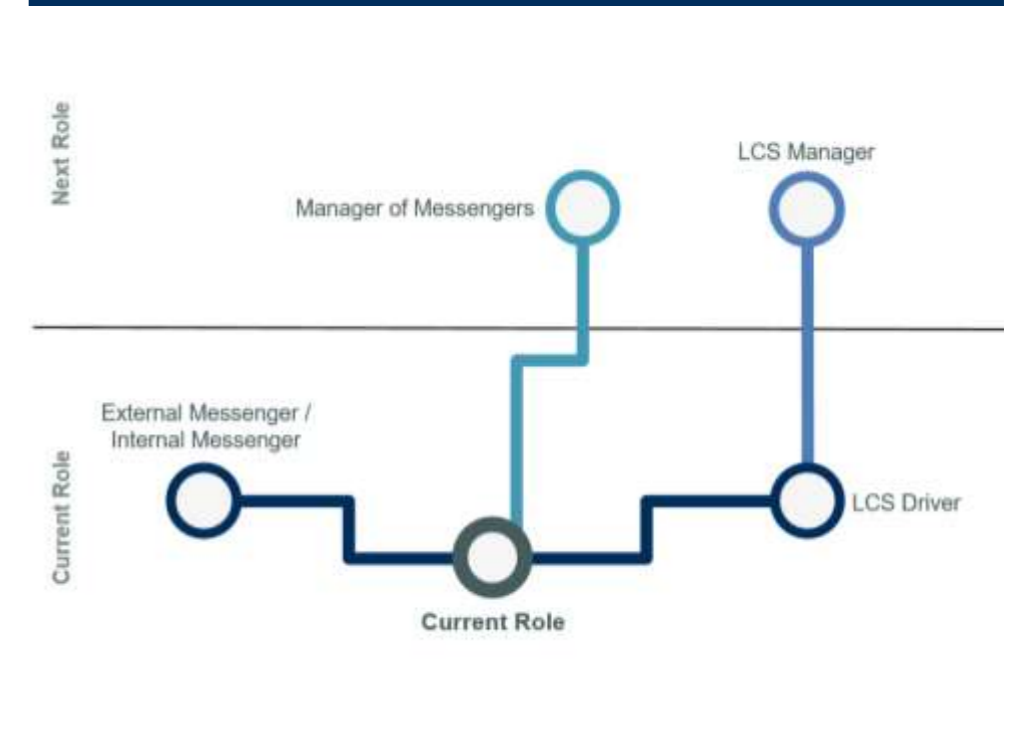 Next Role
LCS Manager
Manager of Messengers
External Messenger /
Internal Messenger
Current Role
LCS Driver
Current Role